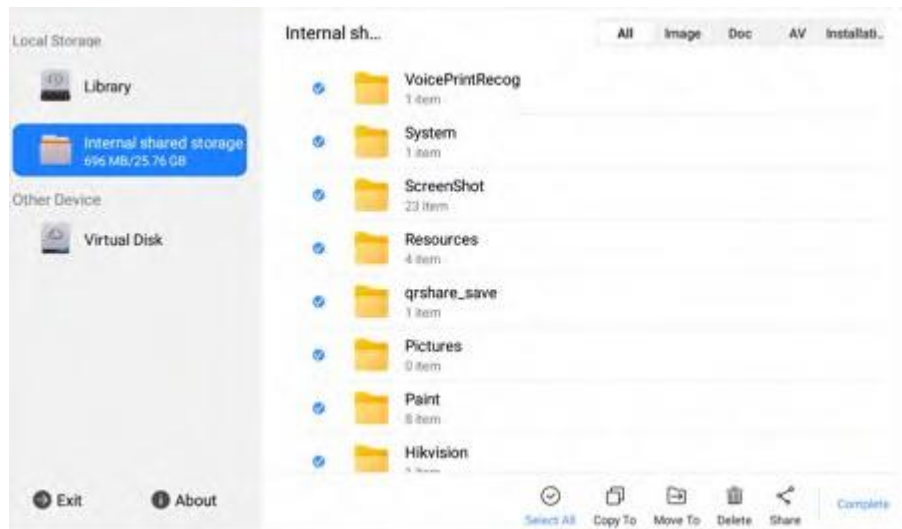 Local Storage
Library
Internal shared storage
696 MB/25.76 GB
Other Device
Virtual Disk
Exit
About
Internal sh...
All
Image
Doc
AV
Installati..
VoicePrintRecog
1 item
System
1 item
ScreenShot
23 item
Resources
4 item
qrshare_save
1 item
Pictures
0 item
Paint
8 item
Hikvision
Select All
Copy To
Move To
Delete
Share
Complete